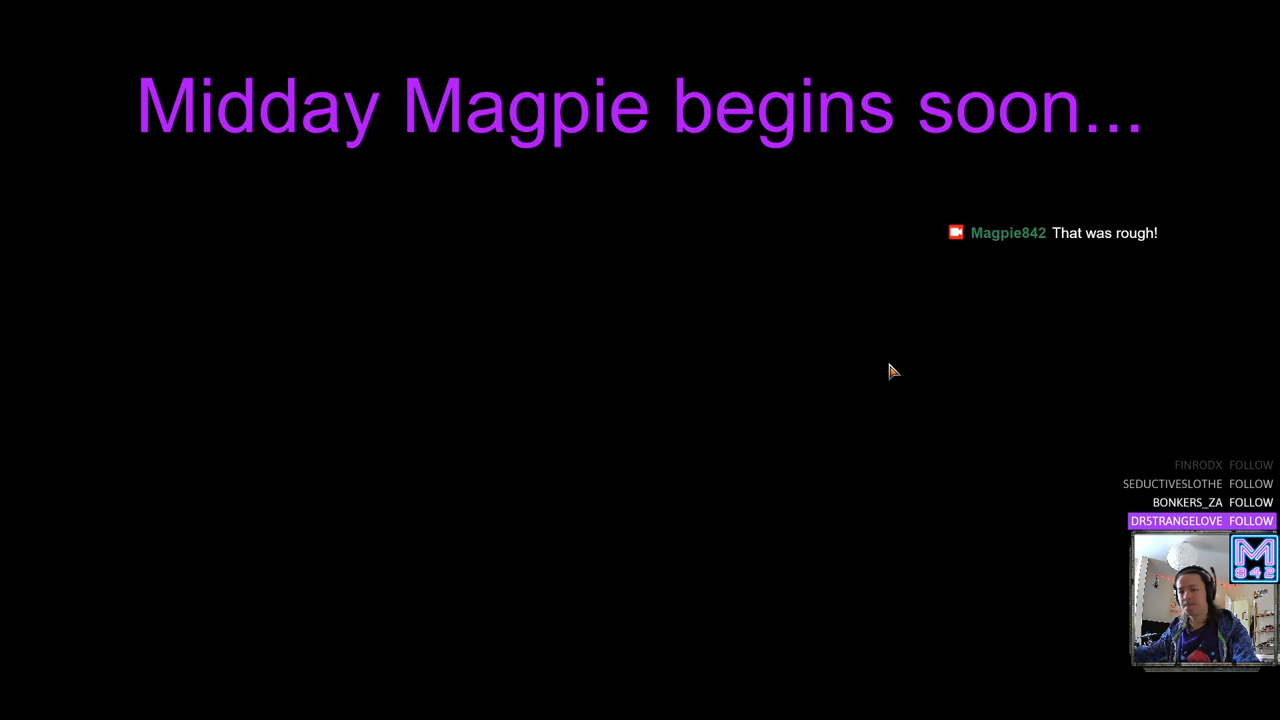 Midday Magpie begins soon...
Magpie842 That was rough!
FINRODX FOLLOW
SEDUCTIVESLOTHE FOLLOW
BONKERS_ZA FOLLOW
DRSTRANGELOVE FOLLOW
M
842